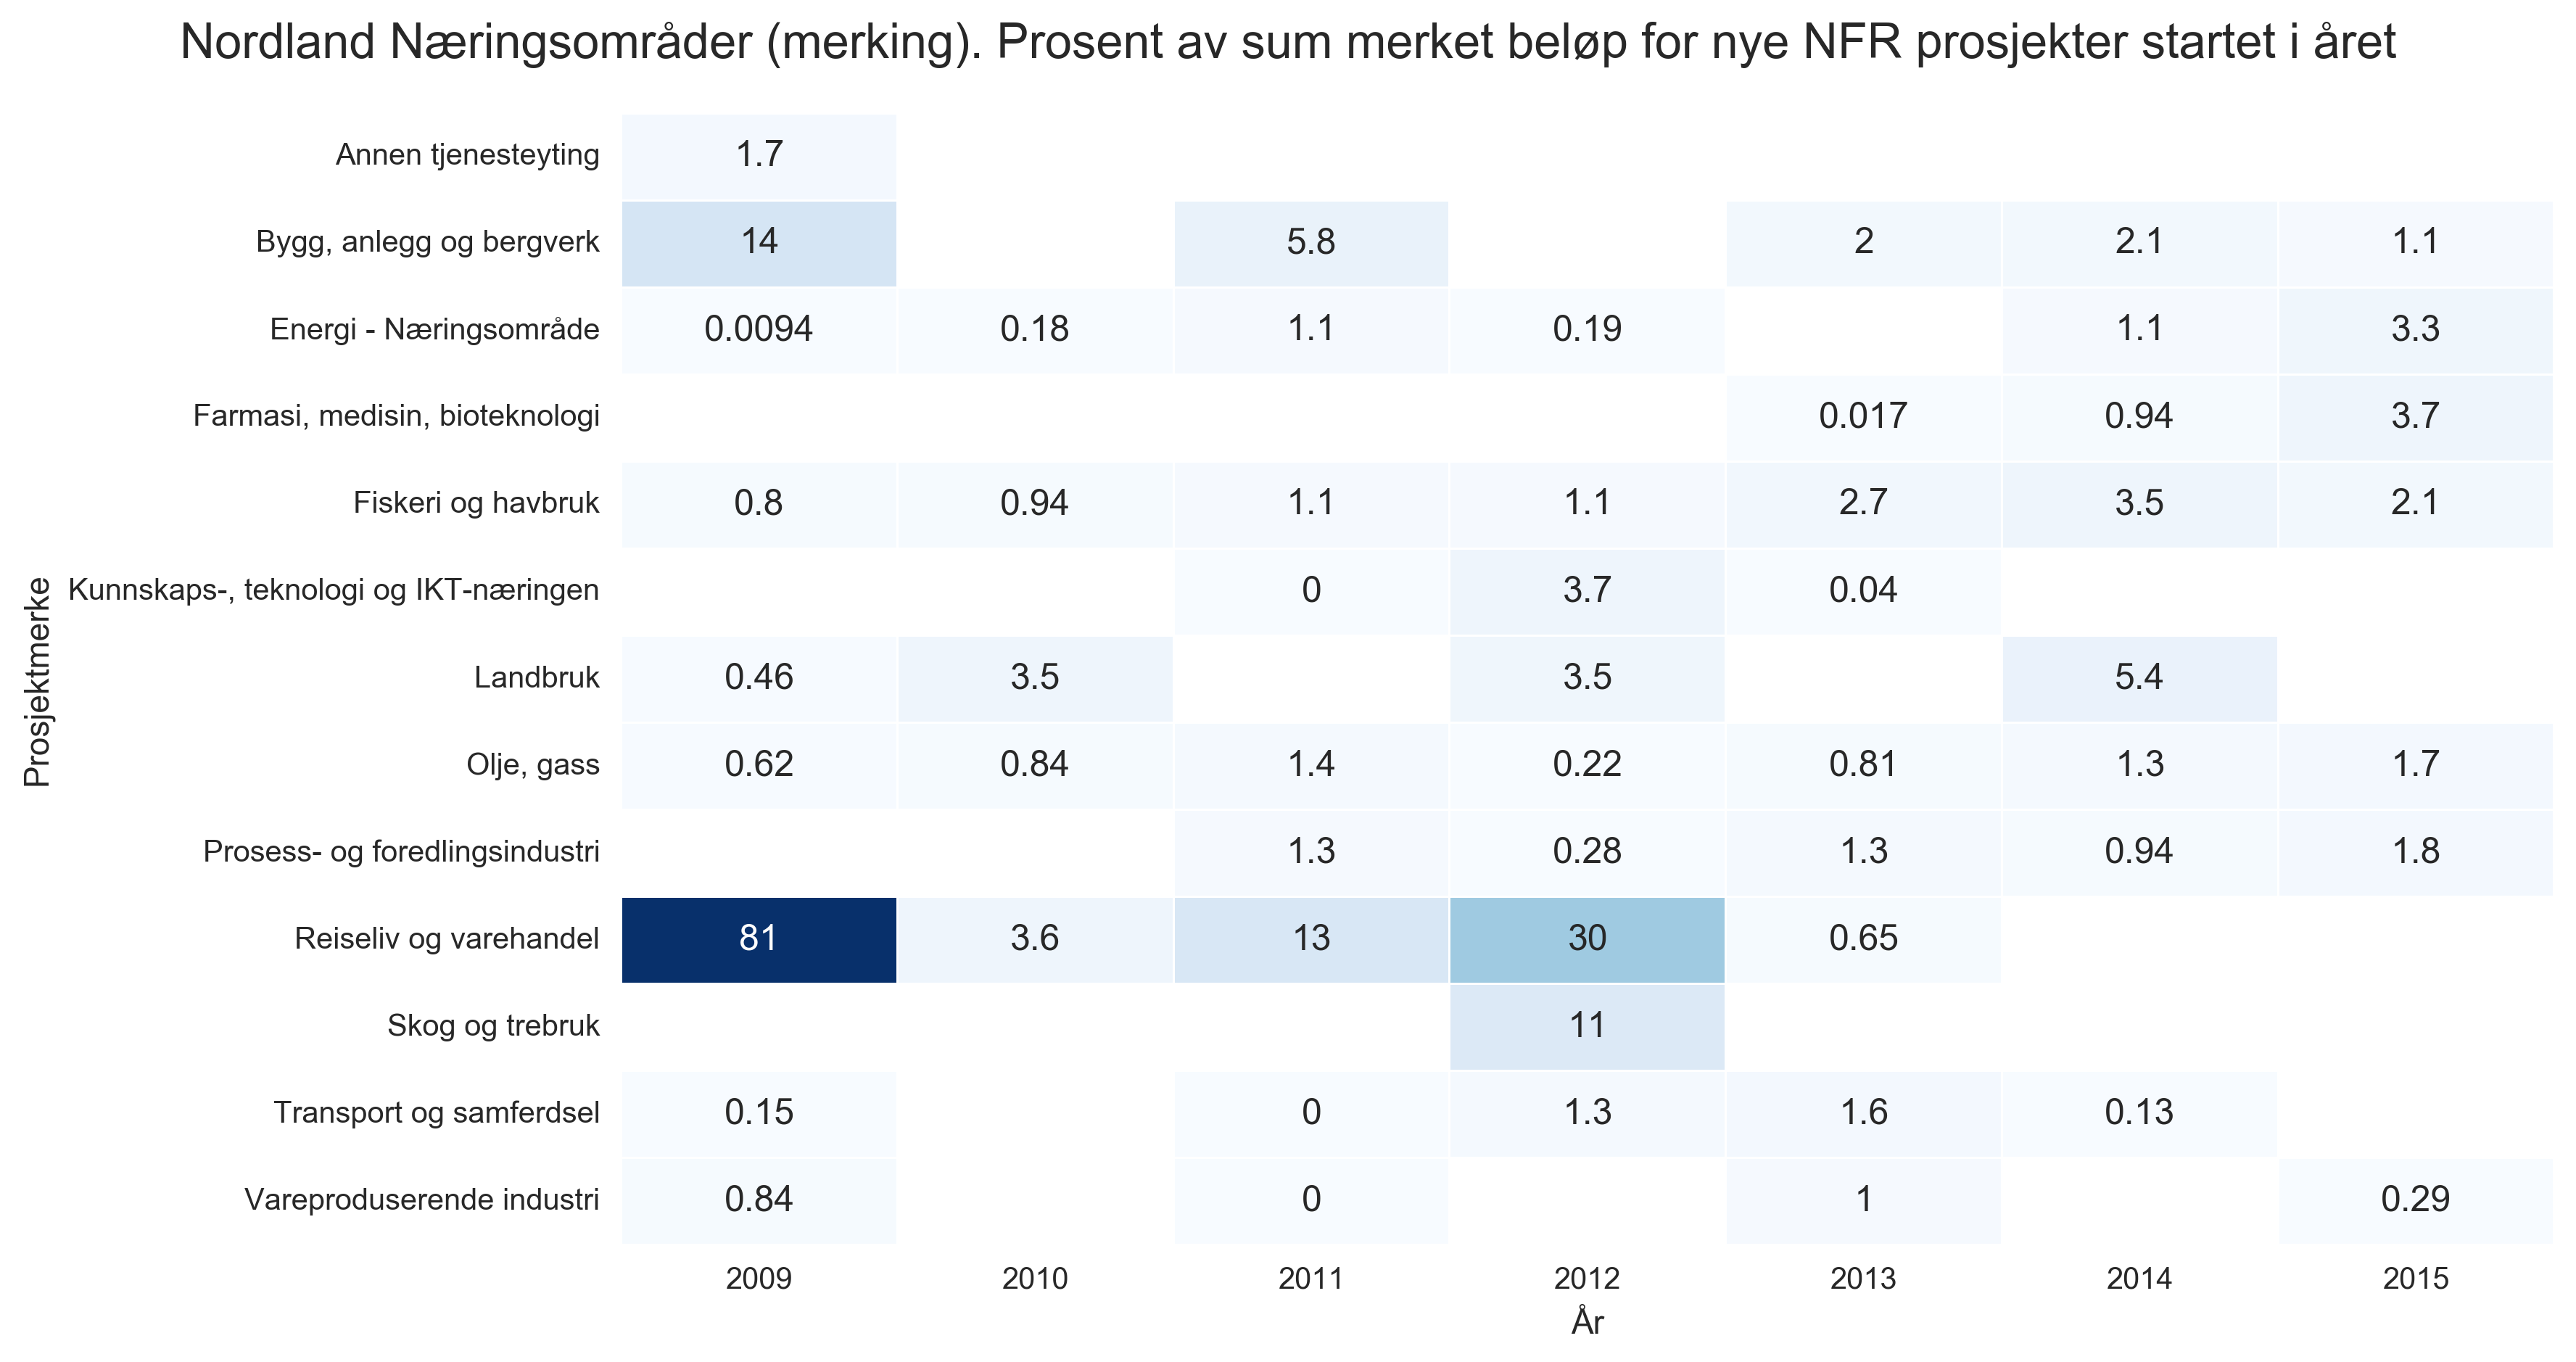 Nordland Næringsområder (merking). Prosent av sum merket beløp for nye NFR prosjekter startet i året
Prosjektmerke
Annen tjenesteyting 1.7
Bygg, anlegg og bergverk 14 5.8 2 2.1 1.1
Energi - Næringsområde 0.0094 0.18 1.1 0.19 1.1 3.3
Farmasi, medisin, bioteknologi 0.017 0.94 3.7
Fiskeri og havbruk 0.8 0.94 1.1 1.1 2.7 3.5 2.1
Kunnskaps-, teknologi og IKT-næringen 0 3.7 0.04
Landbruk 0.46 3.5 3.5 5.4
Olje, gass 0.62 0.84 1.4 0.22 0.81 1.3 1.7
Prosess- og foredlingsindustri 1.3 0.28 1.3 0.94 1.8
Reiseliv og varehandel 81 3.6 13 30 0.65
Skog og trebruk 11
Transport og samferdsel 0.15 0 1.3 1.6 0.13
Vareproduserende industri 0.84 0 1 0.29
2009 2010 2011 2012 2013 2014 2015
År